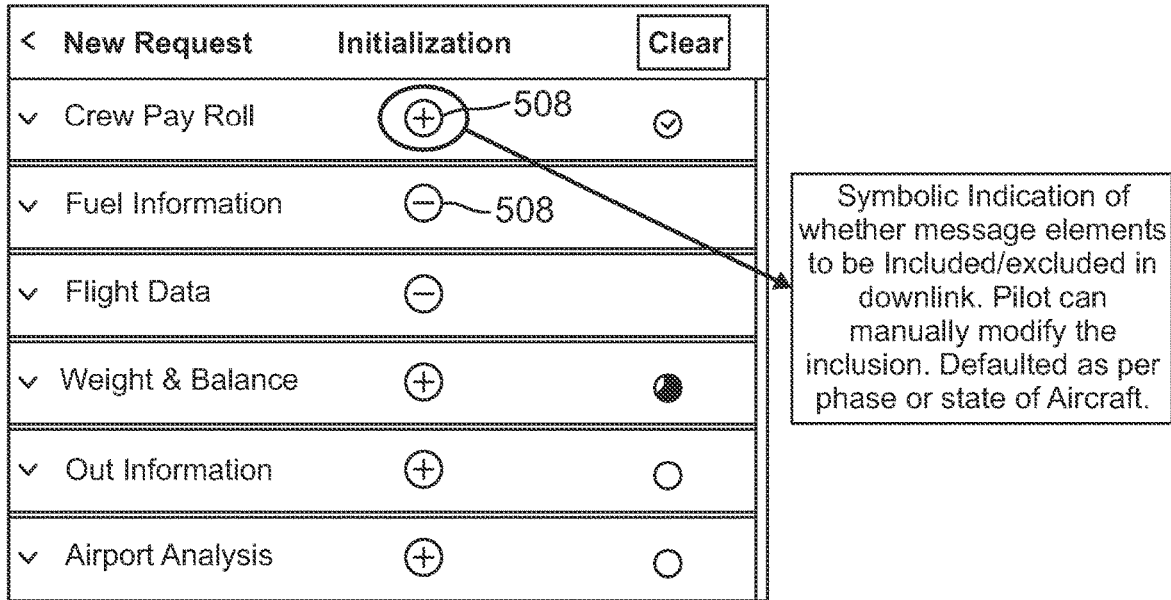 < New Request Initialization Clear
Crew Pay Roll 508
Fuel Information 508
Flight Data
Weight & Balance
Out Information
Airport Analysis
Symbolic Indication of
whether message elements
to be Included/excluded in
downlink. Pilot can
manually modify the
inclusion. Defaulted as per
phase or state of Aircraft.